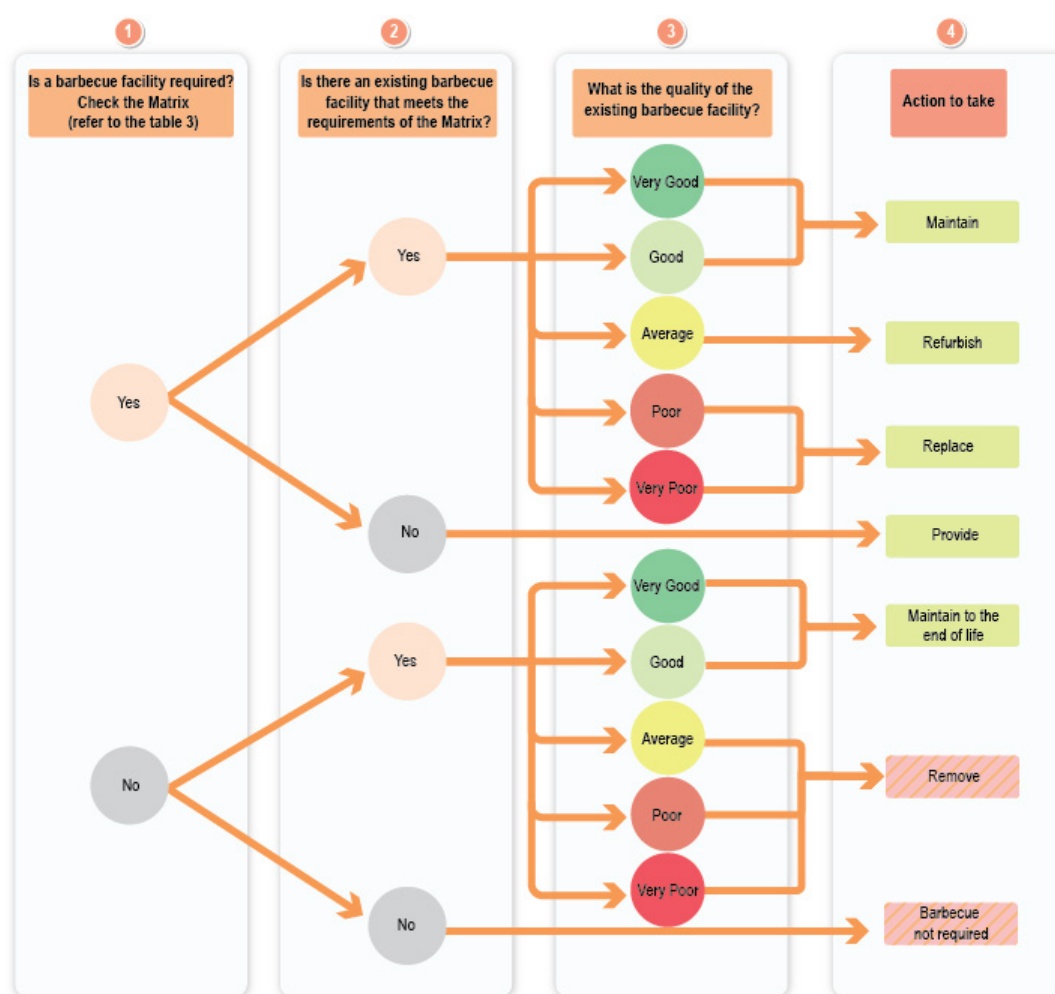 1
2
3
4
Is a barbecue facility required?
Check the Matrix
(refer to the table 3)
Is there an existing barbecue
facility that meets the
requirements of the Matrix?
What is the quality of the
existing barbecue facility?
Action to take
Yes
Yes
Very Good
Good
Average
Poor
Very Poor
Maintain
Refurbish
Replace
No
Provide
No
Yes
Very Good
Good
Average
Poor
Very Poor
Maintain to the
end of life
Remove
No
Barbecue
not required